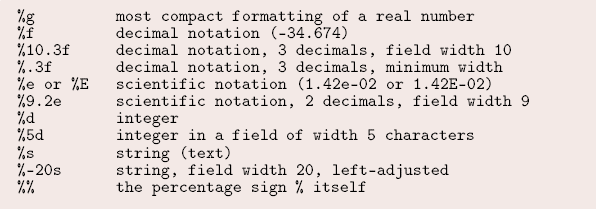 %g most compact formatting of a real number
%f decimal notation (-34.674)
%10.3f decimal notation, 3 decimals, field width 10
%.3f decimal notation, 3 decimals, minimum width
%e or %E scientific notation (1.42e-02 or 1.42E-02)
%9.2e scientific notation, 2 decimals, field width 9
%d integer
%5d integer in a field of width 5 characters
%s string (text)
%-20s string, field width 20, left-adjusted
%% the percentage sign % itself